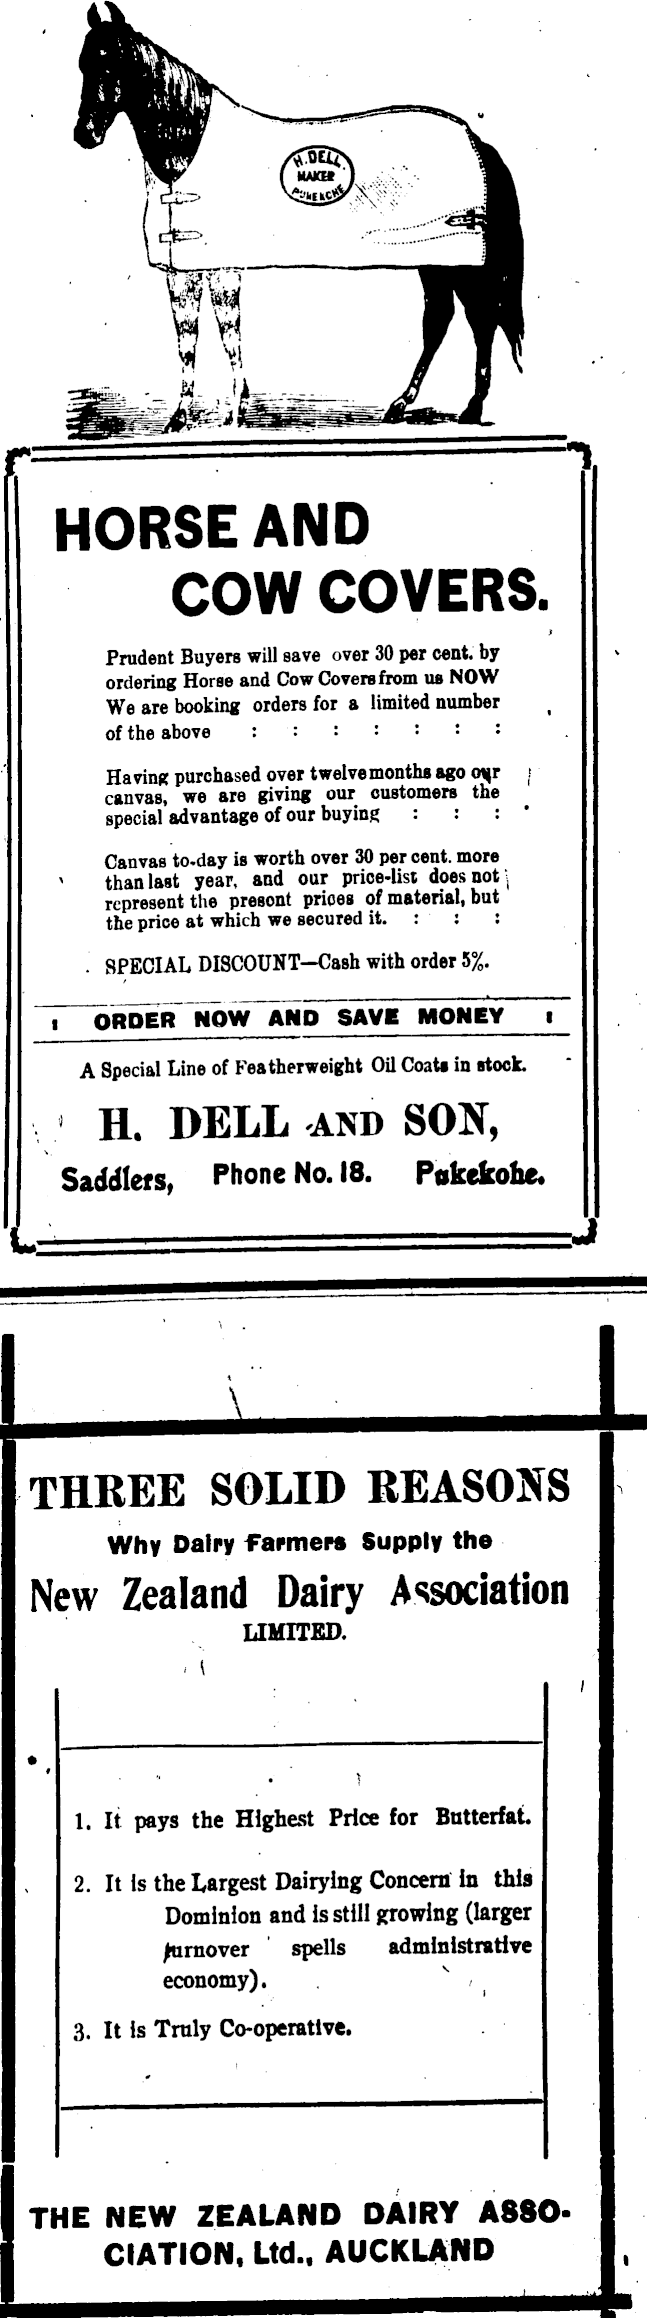 H. DELL.
MAKER
PUKEKOHE
HORSE AND
COW COVERS.
Prudent Buyers will save over 30 per cent. by
ordering Horse and Cow Covers from us NOW
We are booking orders for a limited number
of the above : : : : : : :
Having purchased over twelve months ago our
canvas, we are giving our customers the
special advantage of our buying : : :
Canvas to-day is worth over 30 per cent. more
than last year, and our price-list does not
represent the present prices of material, but
the price at which we secured it. : : :
SPECIAL DISCOUNT—Cash with order 5%.
: ORDER NOW AND SAVE MONEY :
A Special Line of Featherweight Oil Coats in stock.
H. DELL AND SON,
Saddlers, Phone No. 18. Pukekohe.
THREE SOLID REASONS
Why Dairy Farmers Supply the
New Zealand Dairy Association
LIMITED.
1. It pays the Highest Price for Butterfat.
2. It is the Largest Dairying Concern in this
Dominion and is still growing (larger
turnover spells administrative
economy).
3. It is Truly Co-operative.
THE NEW ZEALAND DAIRY ASSO-
CIATION, Ltd., AUCKLAND